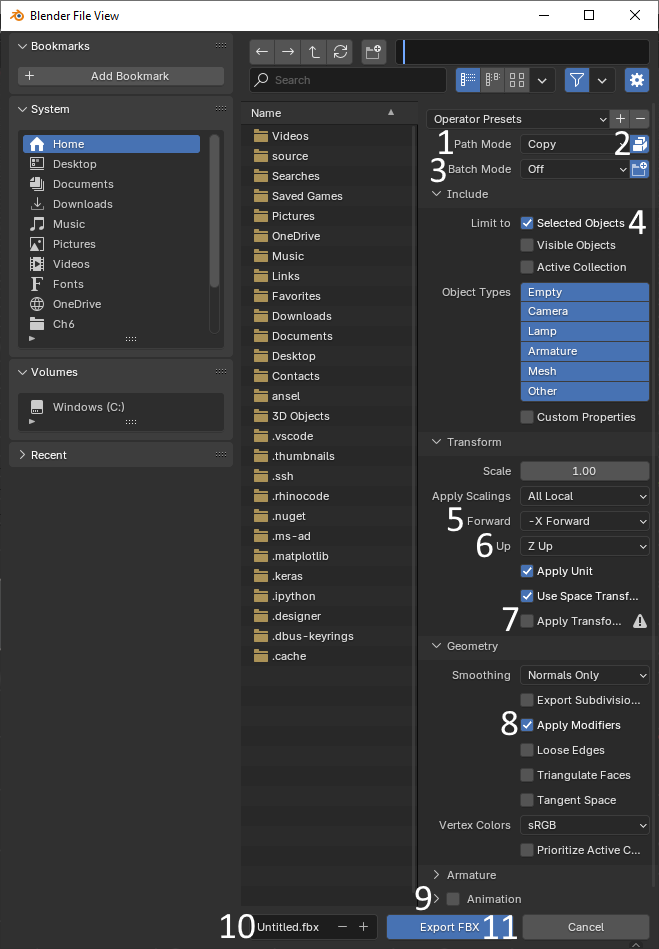 Blender File View
Bookmarks
Add Bookmark
System
Home
Desktop
Documents
Downloads
Music
Pictures
Videos
Fonts
OneDrive
Ch6
Volumes
Windows (C:)
Recent
Search
Name
Videos
source
Searches
Saved Games
Pictures
OneDrive
Music
Links
Favorites
Downloads
Documents
Desktop
Contacts
ansel
3D Objects
.vscode
.thumbnails
.ssh
.rhinocode
.nuget
.ms-ad
.matplotlib
.keras
.ipython
.designer
.dbus-keyrings
.cache
Operator Presets
1 Path Mode Copy 2
3 Batch Mode Off
Include
Limit to Selected Objects 4
Visible Objects
Active Collection
Object Types Empty
Camera
Lamp
Armature
Mesh
Other
Custom Properties
Transform
Scale 1.00
Apply Scalings All Local
5 Forward -X Forward
6 Up Z Up
Apply Unit
Use Space Transf...
7 Apply Transfo...
Geometry
Smoothing Normals Only
Export Subdivisio...
8 Apply Modifiers
Loose Edges
Triangulate Faces
Tangent Space
Vertex Colors sRGB
Prioritize Active C...
Armature
9 Animation
10 Untitled.fbx Export FBX 11 Cancel